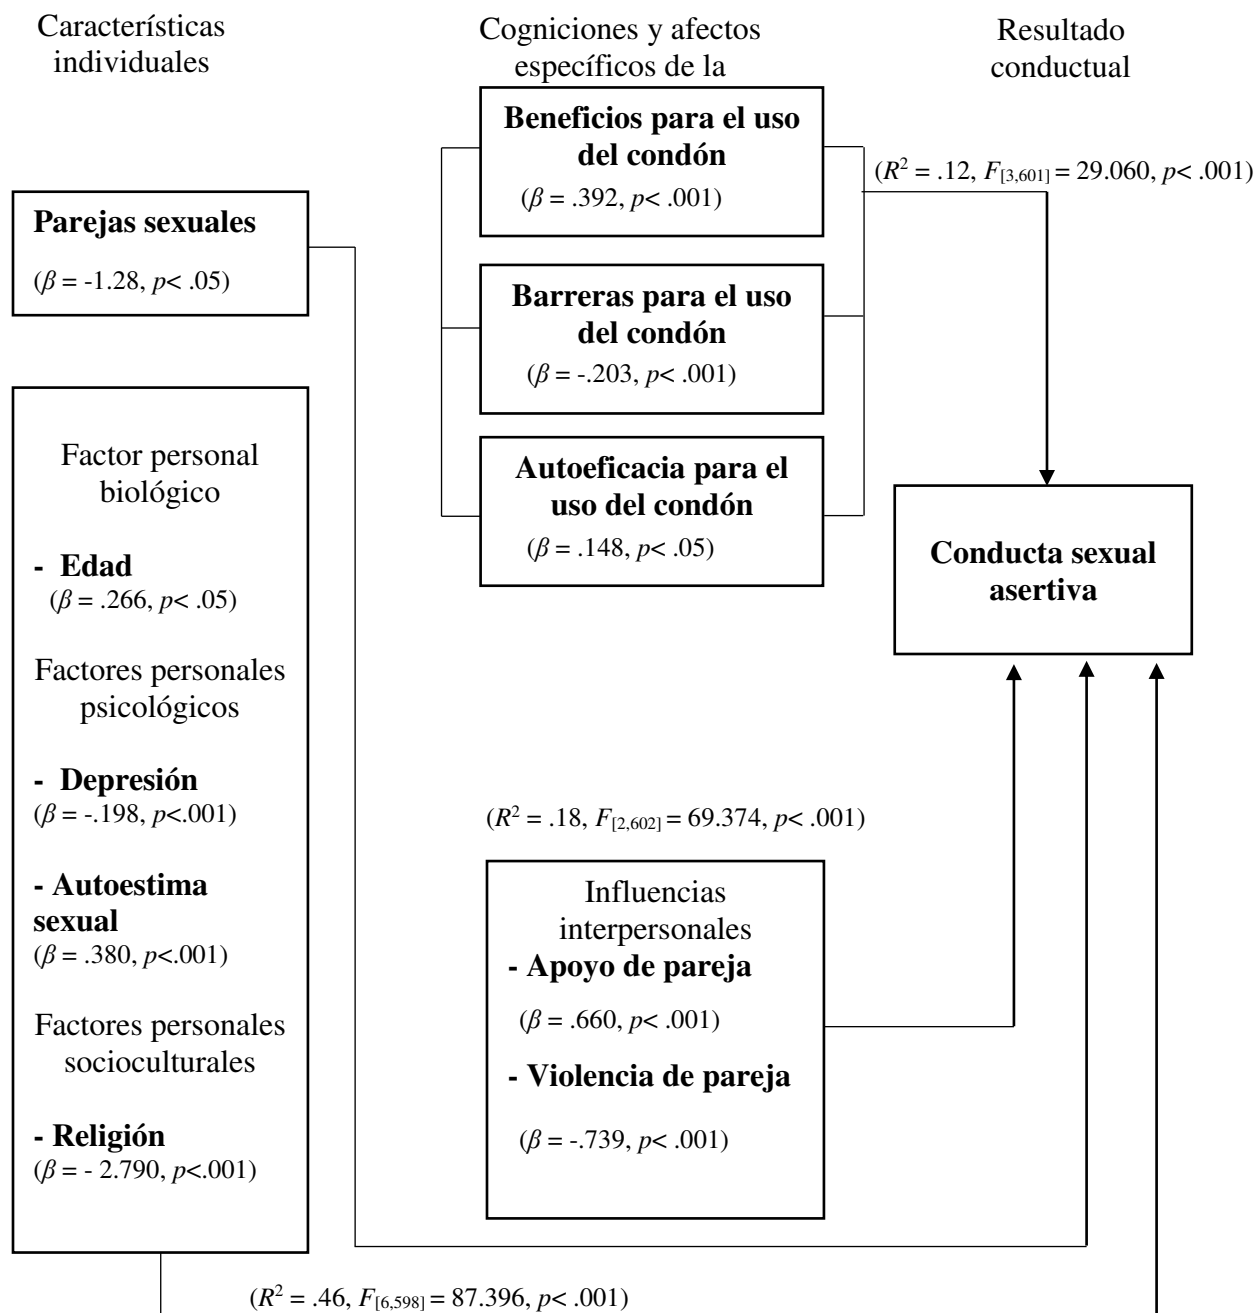 Características
individuales
Cogniciones y afectos
específicos de la
Resultado
conductual
Parejas sexuales
(β = -1.28, p< .05)
Factor personal
biológico
- Edad
(β = .266, p< .05)
Factores personales
psicológicos
- Depresión
(β = -.198, p<.001)
- Autoestima
sexual
(β = .380, p<.001)
Factores personales
socioculturales
- Religión
(β = - 2.790, p<.001)
Beneficios para el uso
del condón
(β = .392, p< .001)
Barreras para el uso
del condón
(β = -.203, p< .001)
Autoeficacia para el
uso del condón
(β = .148, p< .05)
(R² = .12, F[3,601] = 29.060, p< .001)
Conducta sexual
asertiva
(R² = .18, F[2,602] = 69.374, p< .001)
Influencias
interpersonales
- Apoyo de pareja
(β = .660, p< .001)
- Violencia de pareja
(β = -.739, p< .001)
(R² = .46, F[6,598] = 87.396, p< .001)